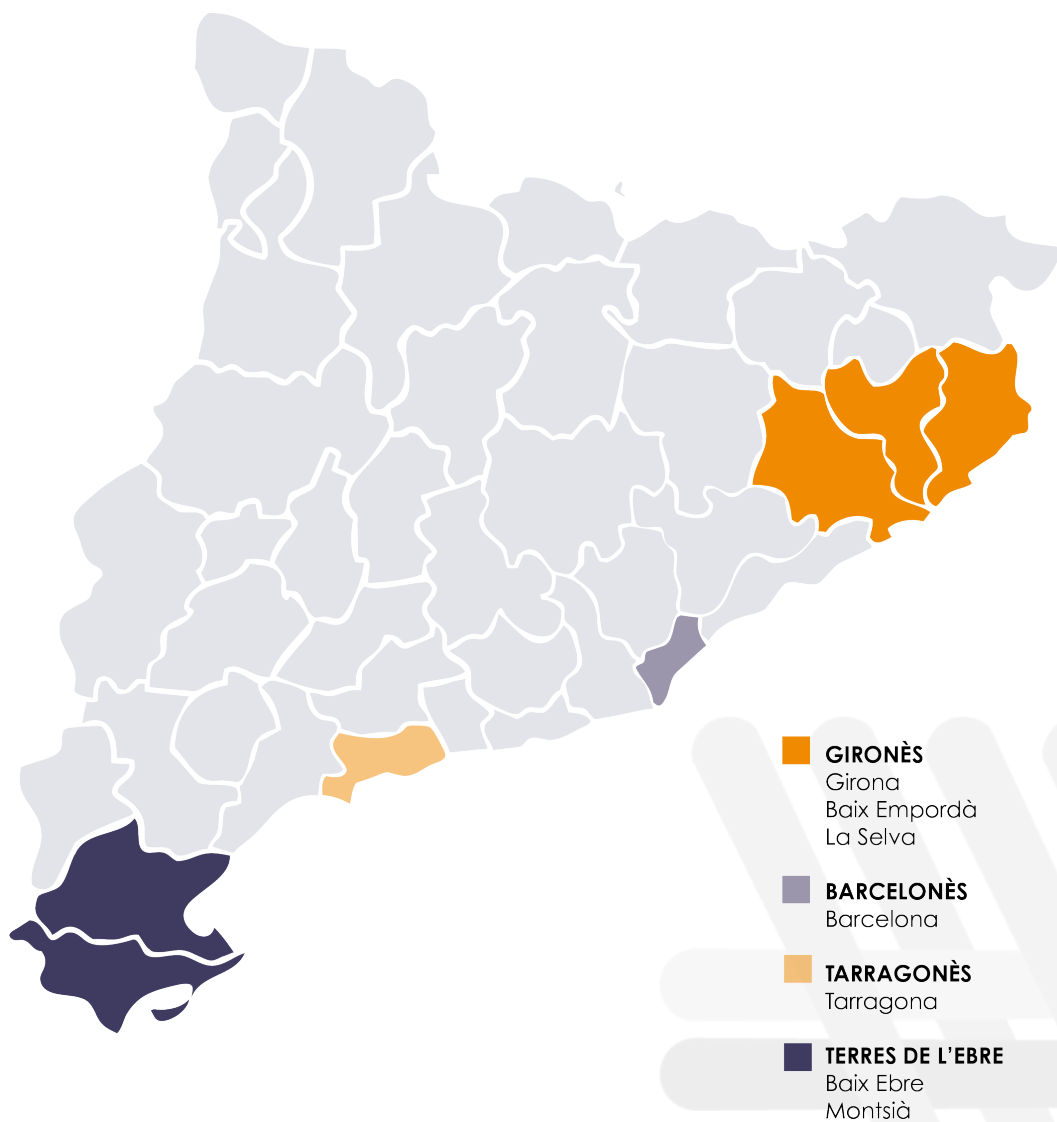 GIRONÈS
Girona
Baix Empordà
La Selva
BARCELONÈS
Barcelona
TARRAGONÈS
Tarragona
TERRES DE L'EBRE
Baix Ebre
Montsià